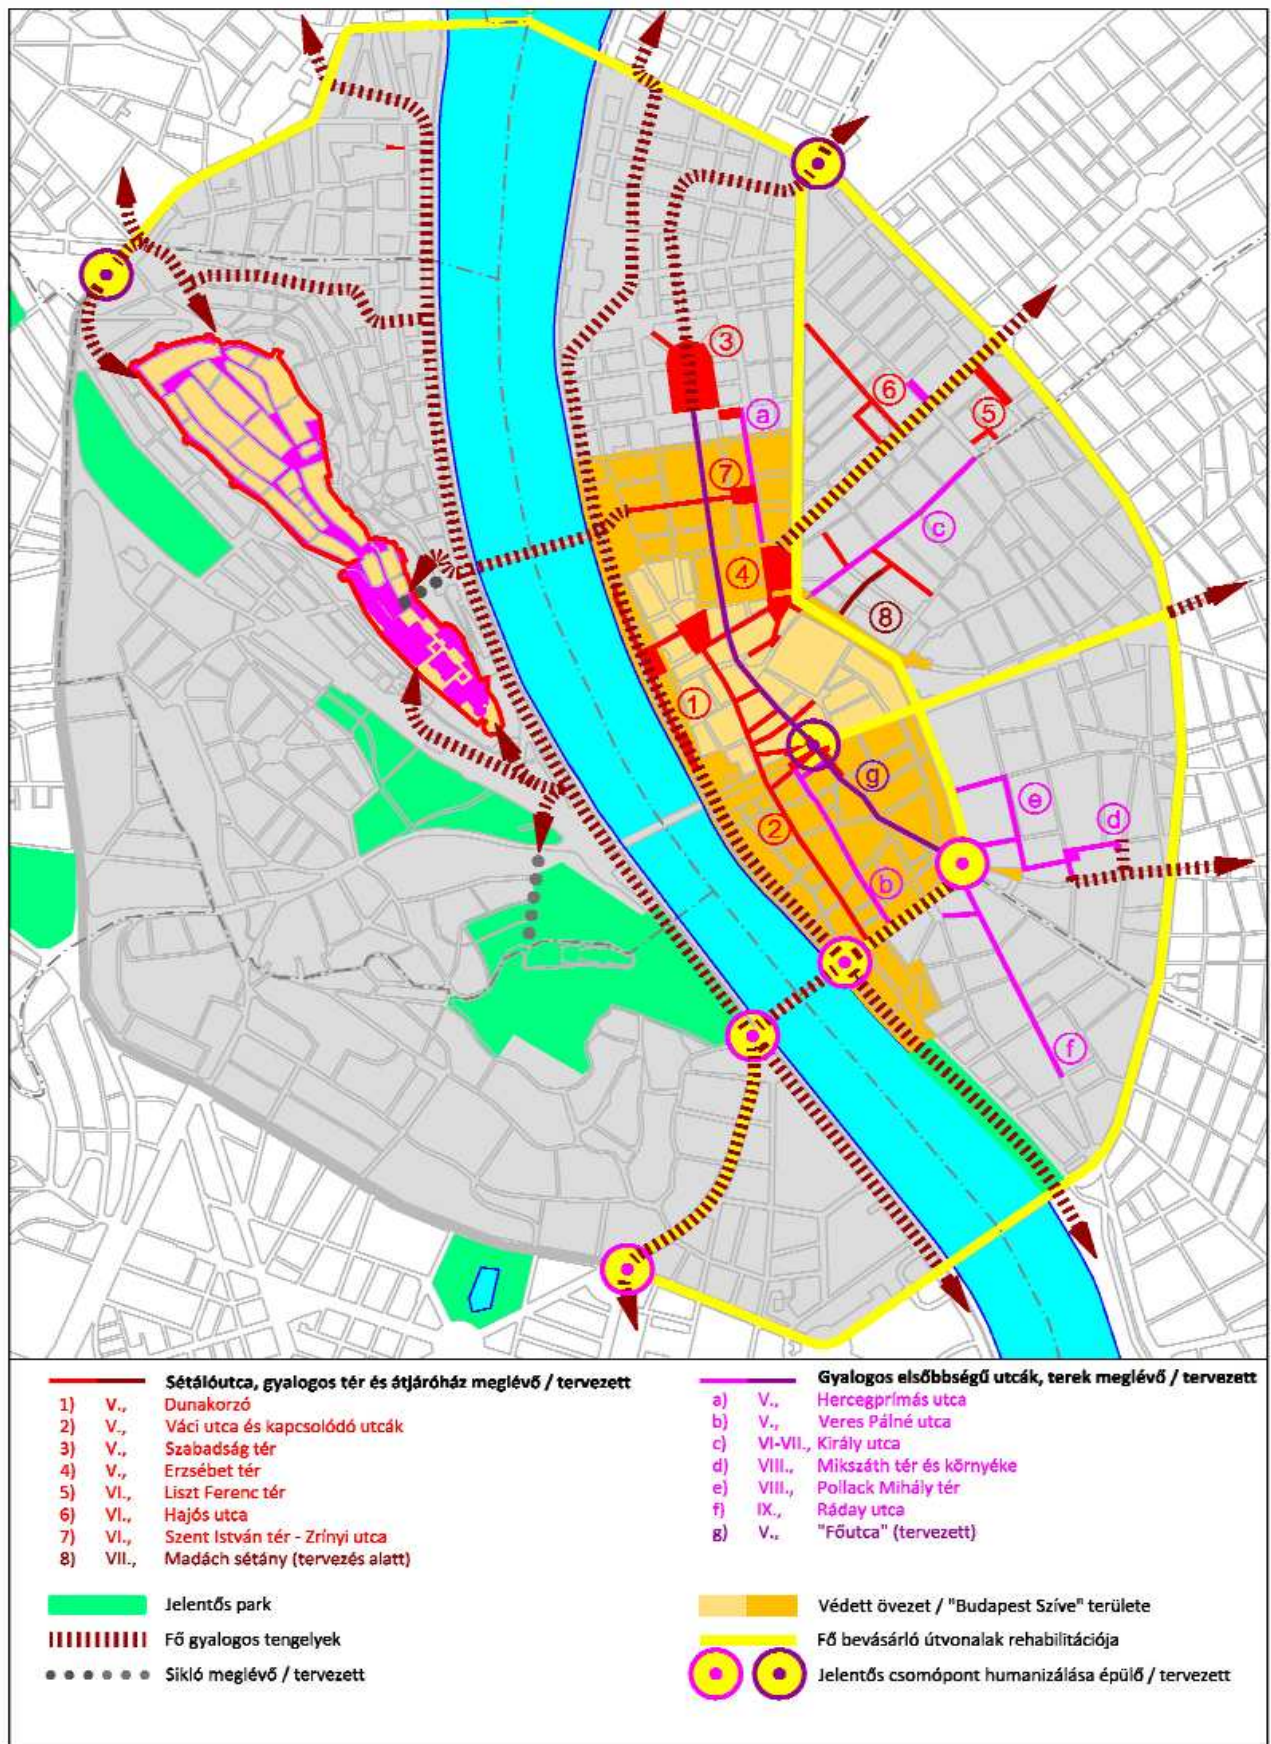 3
a
6
5
7
c
4
8
1
e
g
d
2
b
f
Sétálóutca, gyalogos tér és átjáróház meglévő / tervezett
1) V., Dunakorzó
2) V., Váci utca és kapcsolódó utcák
3) V., Szabadság tér
4) V., Erzsébet tér
5) VI., Liszt Ferenc tér
6) VI., Hajós utca
7) VI., Szent István tér - Zrínyi utca
8) VII., Madách sétány (tervezés alatt)
Jelentős park
Fő gyalogos tengelyek
Sikló meglévő / tervezett
Gyalogos elsőbbségű utcák, terek meglévő / tervezett
a) V., Hercegprímás utca
b) V., Veres Pálné utca
c) VI-VII., Király utca
d) VIII., Mikszáth tér és környéke
e) VIII., Pollack Mihály tér
f) IX., Ráday utca
g) V., "Főutca" (tervezett)
Védett övezet / "Budapest Szíve" területe
Fő bevásárló útvonalak rehabilitációja
Jelentős csomópont humanizálása épülő / tervezett